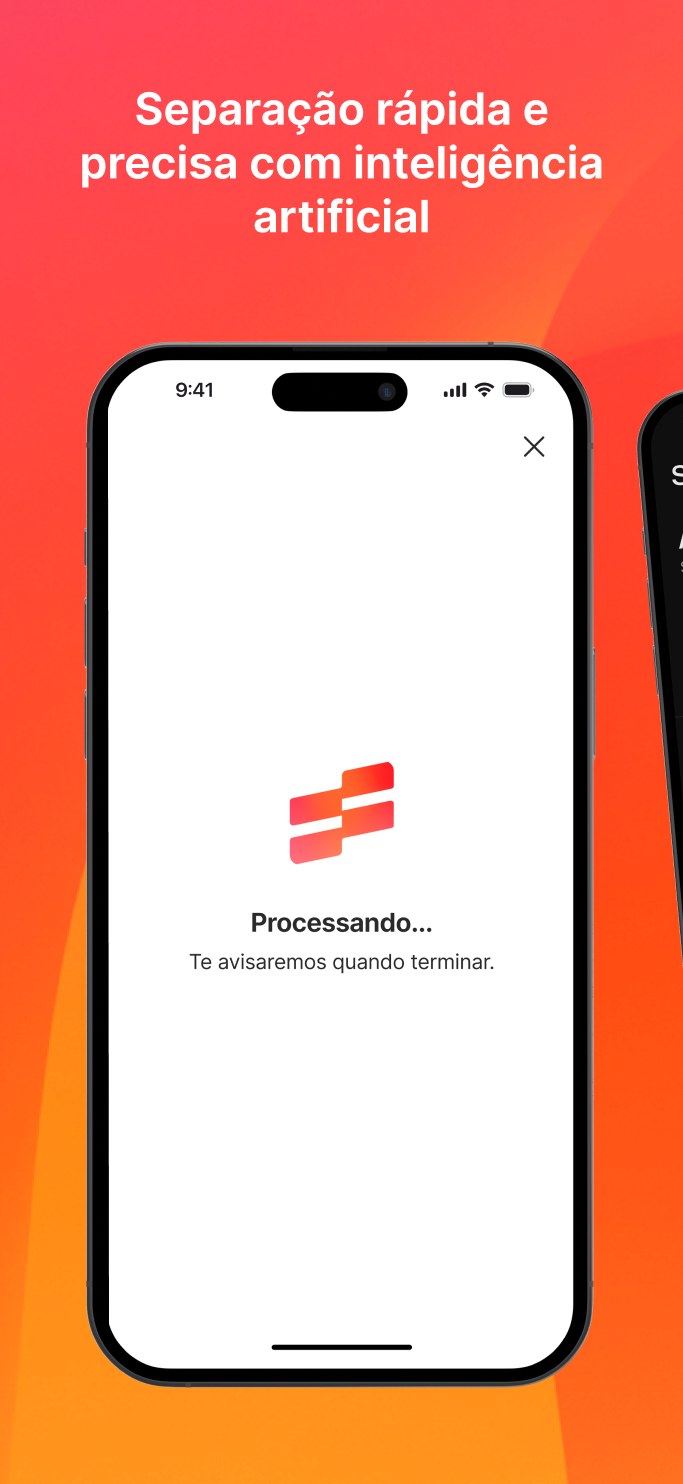 Separação rápida e
precisa com inteligência
artificial
9:41
Processando...
Te avisaremos quando terminar.